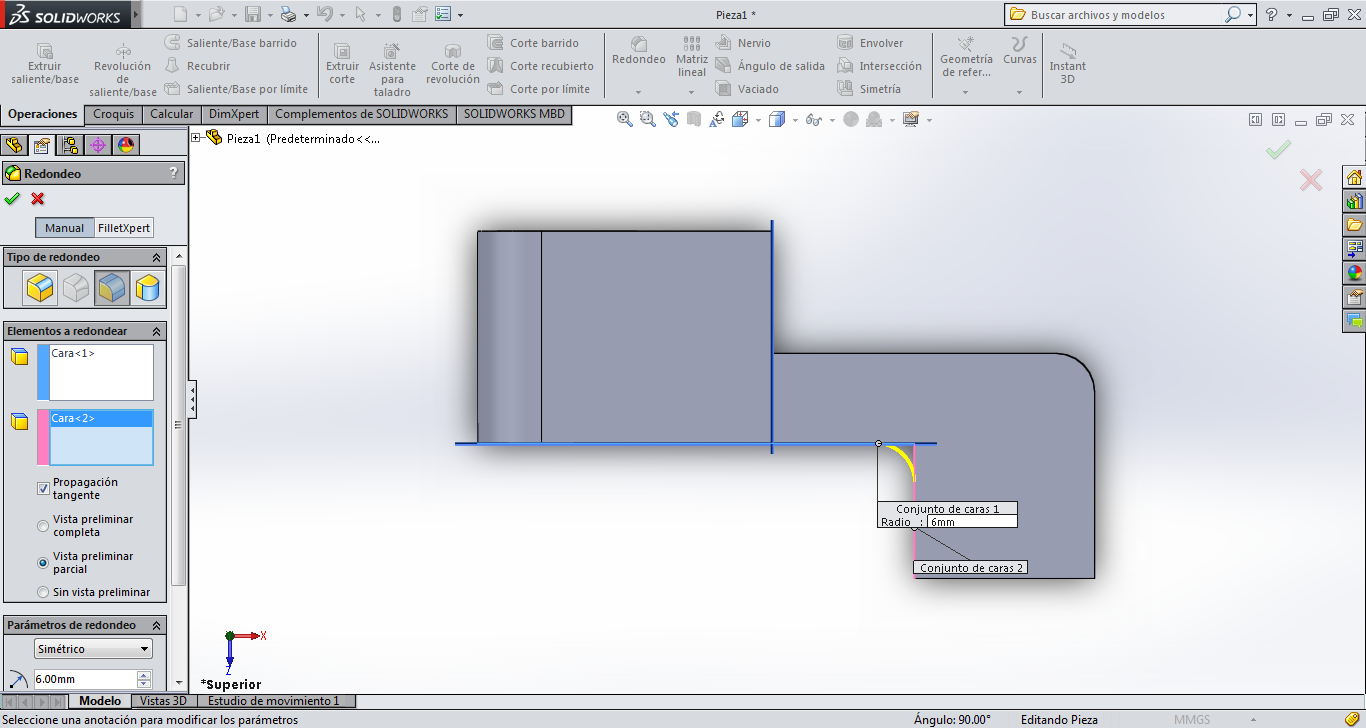 SOLIDWORKS
Pieza1 *
Buscar archivos y modelos
?
Extruir
saliente/base
Revolución
de
saliente/base
Saliente/Base barrido
Recubrir
Saliente/Base por límite
Extruir
corte
Asistente
para
taladro
Corte de
revolución
Corte barrido
Corte recubierto
Corte por límite
Redondeo
Matriz
lineal
Nervio
Ángulo de salida
Vaciado
Envolver
Intersección
Simetría
Geometría
de refer...
Curvas
Instant
3D
Operaciones
Croquis
Calcular
DimXpert
Complementos de SOLIDWORKS
SOLIDWORKS MBD
Pieza1 (Predeterminado<<...
Redondeo
?
Manual
FilletXpert
Tipo de redondeo
Elementos a redondear
Cara<1>
Cara<2>
Propagación
tangente
Vista preliminar
completa
Vista preliminar
parcial
Sin vista preliminar
Parámetros de redondeo
Simétrico
6.00mm
Conjunto de caras 1
Radio : 6mm
Conjunto de caras 2
X
Z
*Superior
Modelo
Vistas 3D
Estudio de movimiento 1
Seleccione una anotación para modificar los parámetros
Ángulo: 90.00°
Editando Pieza
MMGS